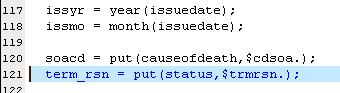 117 issyr = year(issuedate);
118 issmo = month(issuedate);
119
120 soacd = put(causeofdeath,$cdsoa.);
121 term_rsn = put(status,$trmrsn.);
122